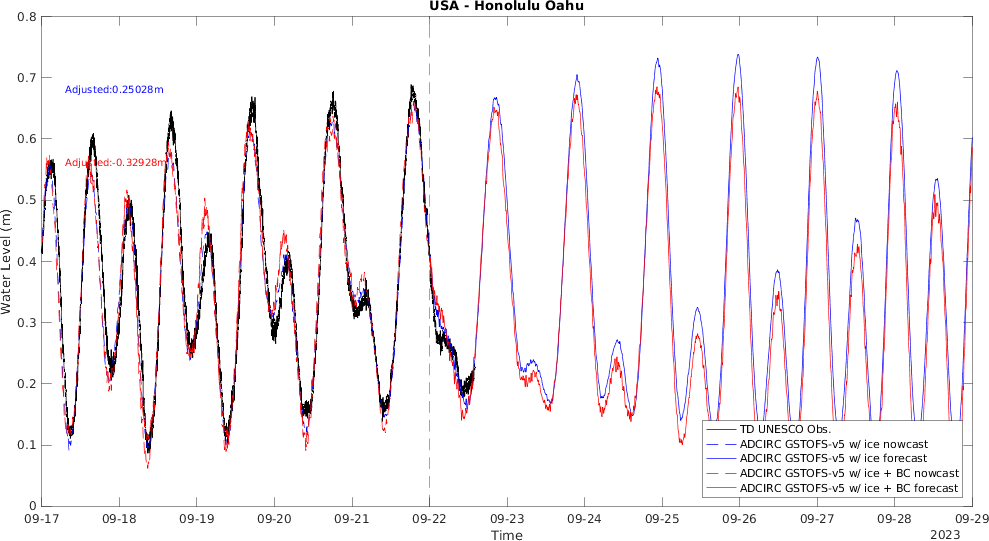 USA - Honolulu Oahu
0.8
0.7
0.6
0.5
0.4
0.3
0.2
0.1
0
Water Level (m)
Adjusted:0.25028m
Adjusted:-0.32928m
TD UNESCO Obs.
ADCIRC GSTOFS-v5 w/ ice nowcast
ADCIRC GSTOFS-v5 w/ ice forecast
ADCIRC GSTOFS-v5 w/ ice + BC nowcast
ADCIRC GSTOFS-v5 w/ ice + BC forecast
09-17 09-18 09-19 09-20 09-21 09-22 09-23 09-24 09-25 09-26 09-27 09-28 09-29
Time
2023